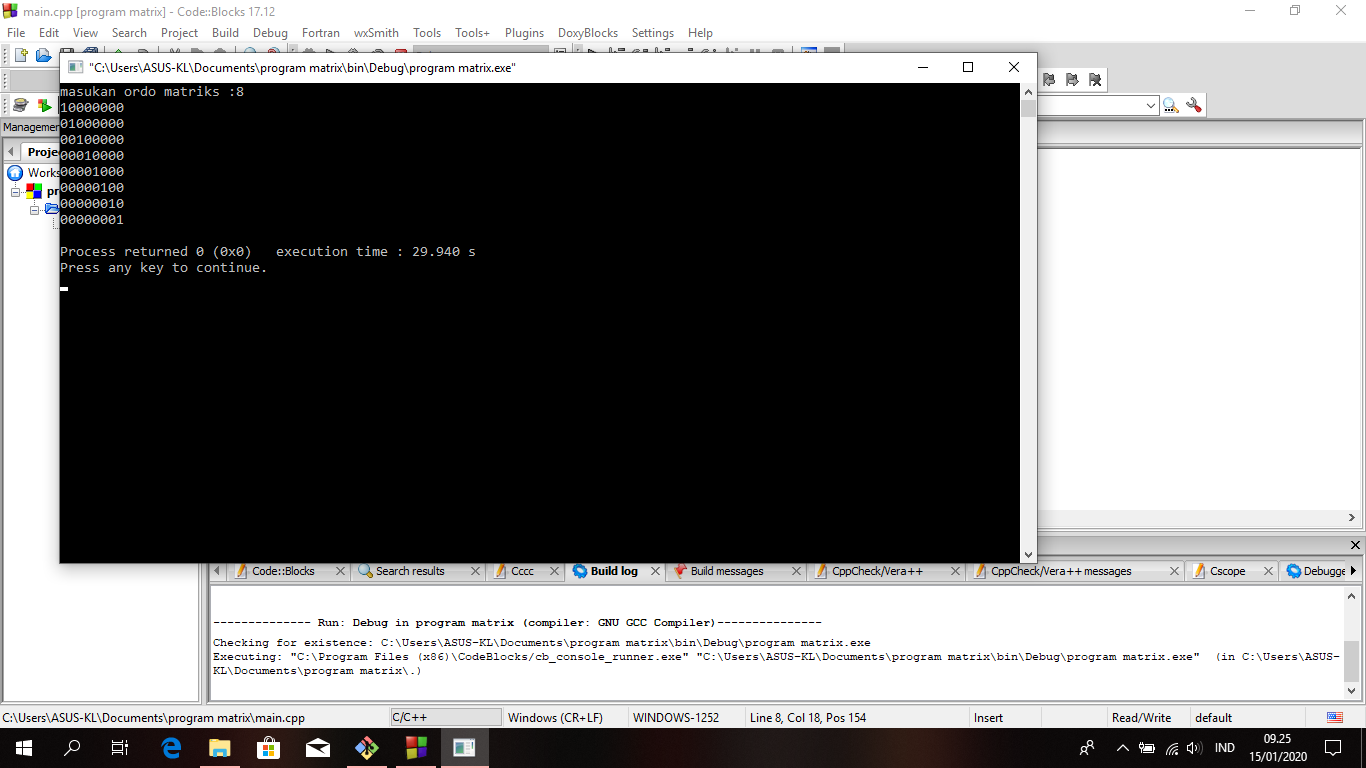 main.cpp [program matrix] - Code::Blocks 17.12
File Edit View Search Project Build Debug Fortran wxSmith Tools Tools+ Plugins DoxyBlocks Settings Help
"C:\Users\ASUS-KL\Documents\program matrix\bin\Debug\program matrix.exe"
masukan ordo matriks :8
10000000
01000000
00100000
00010000
00001000
00000100
00000010
00000001
Process returned 0 (0x0) execution time : 29.940 s
Press any key to continue.
Code::Blocks Search results Cccc Build log Build messages CppCheck/Vera++ CppCheck/Vera++ messages Cscope
-------------- Run: Debug in program matrix (compiler: GNU GCC Compiler)---------------
Checking for existence: C:\Users\ASUS-KL\Documents\program matrix\bin\Debug\program matrix.exe
Executing: "C:\Program Files (x86)\CodeBlocks/cb_console_runner.exe" "C:\Users\ASUS-KL\Documents\program matrix\bin\Debug\program matrix.exe" (in C:\Users\ASUS-
KL\Documents\program matrix\.)
C:\Users\ASUS-KL\Documents\program matrix\main.cpp C/C++ Windows (CR+LF) WINDOWS-1252 Line 8, Col 18, Pos 154 Insert Read/Write default
IND
09.25
15/01/2020